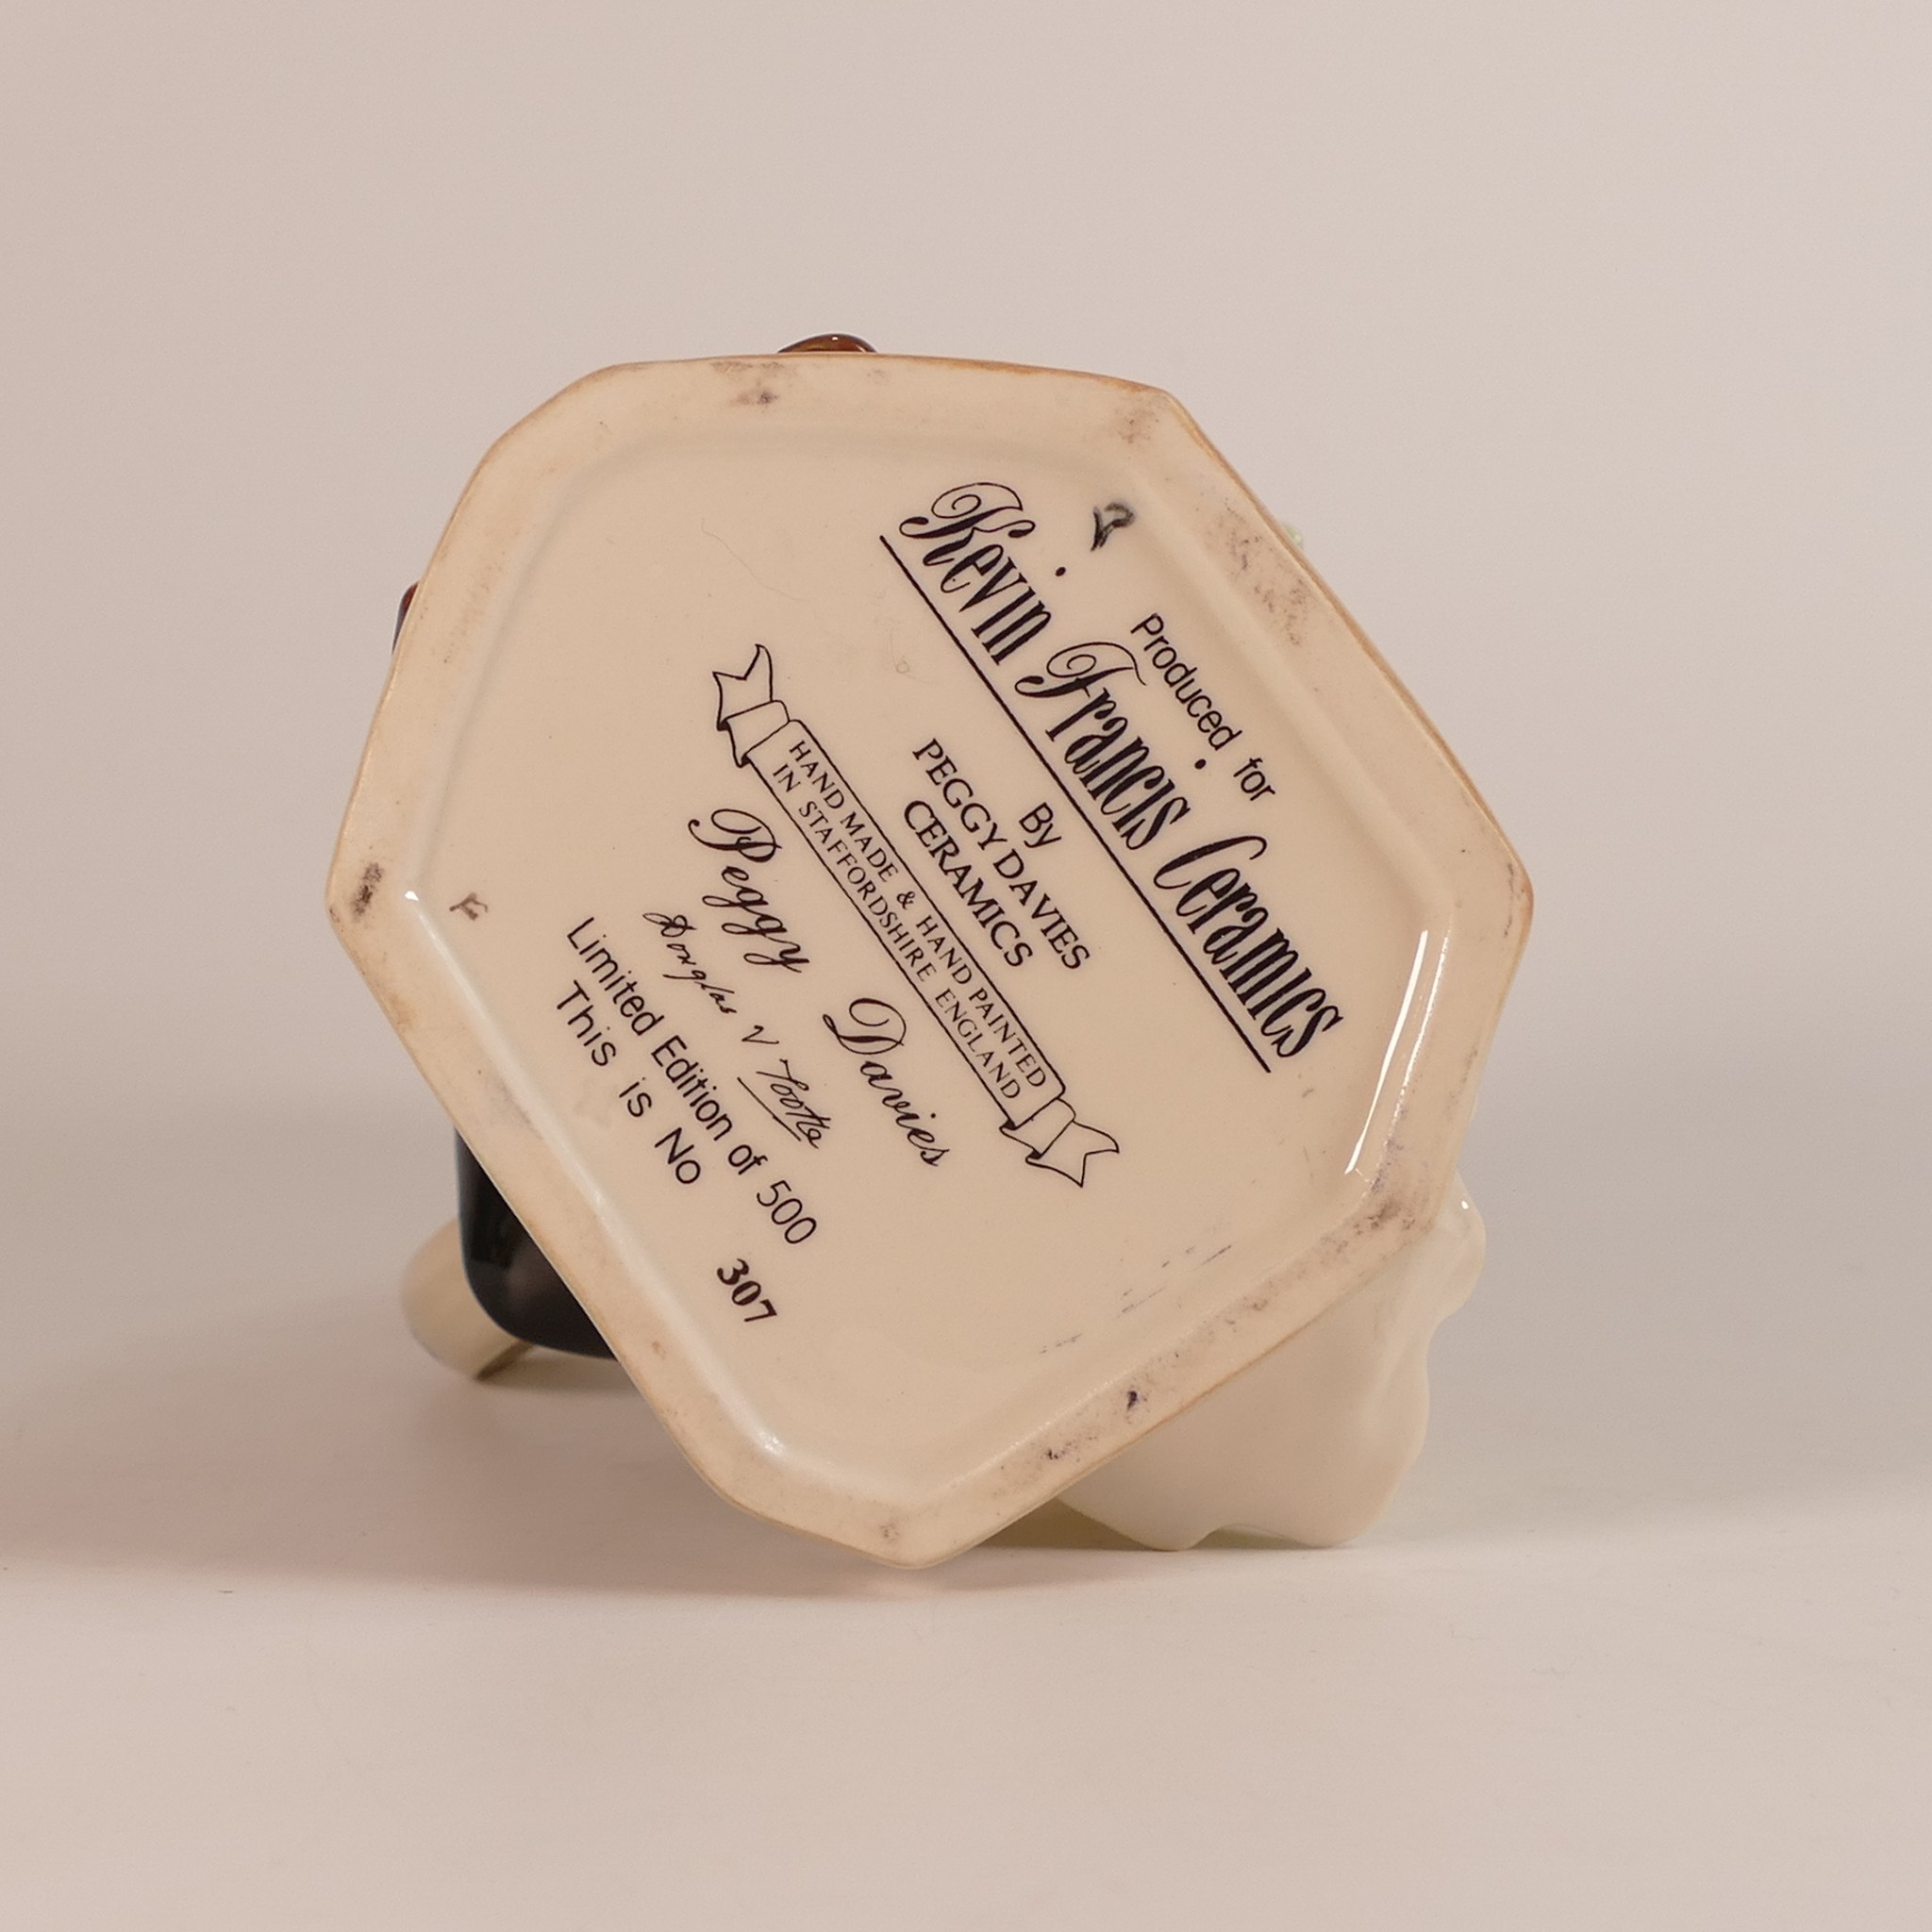 Produced for
Kevin Francis Ceramics
By
PEGGY DAVIES
CERAMICS
HAND MADE & HAND PAINTED
IN STAFFORDSHIRE ENGLAND
Peggy Davies
Douglas V Tootle
Limited Edition of 500
This is No 307